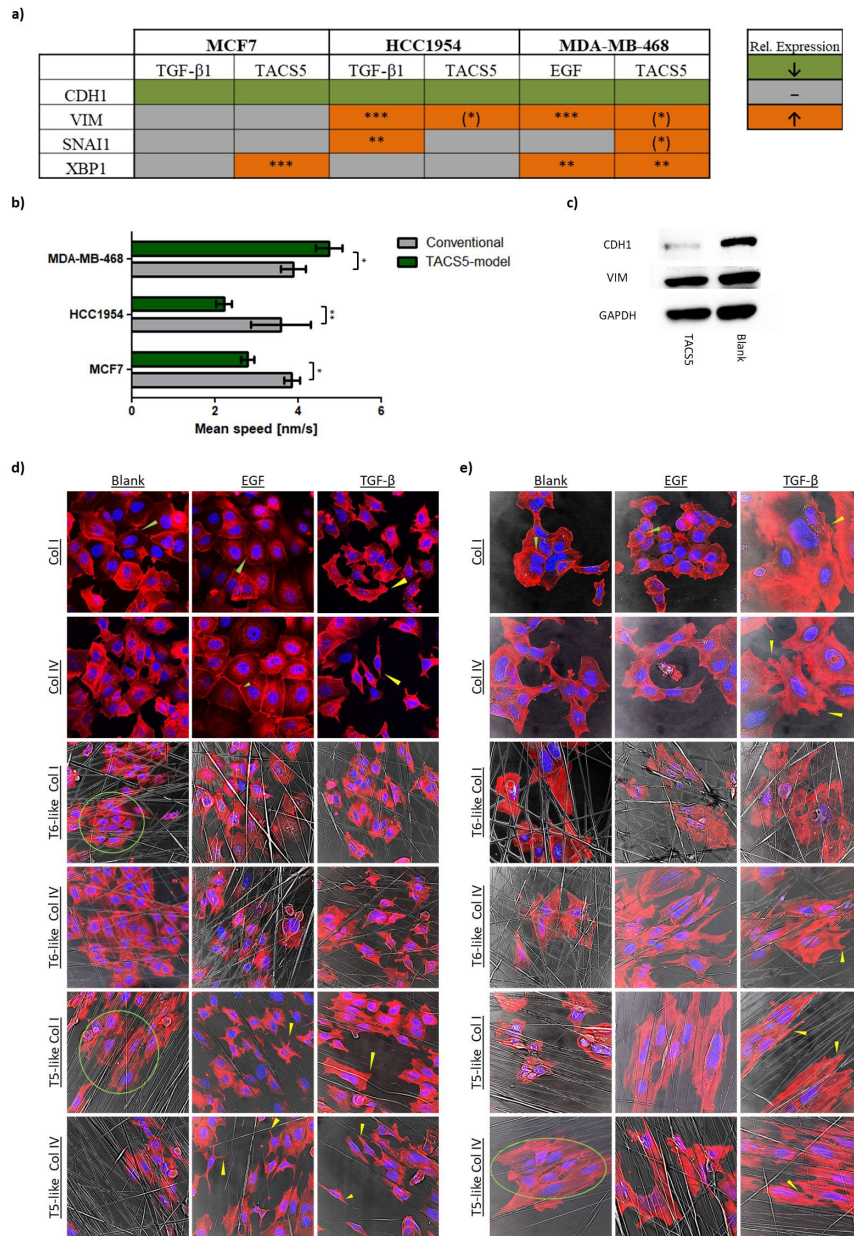 a)
MCF7 HCC1954 MDA-MB-468 Rel. Expression
TGF-β1 TACS5 TGF-β1 TACS5 EGF TACS5 ↓
CDH1 –
VIM *** (*) *** (*) ↑
SNAI1 ** (*)
XBP1 *** ** **
b)
MDA-MB-468
HCC1954
MCF7
*
**
*
Conventional
TACS5-model
0 2 4 6
Mean speed [nm/s]
c)
CDH1
VIM
GAPDH
TACS5
Blank
d)
Blank EGF TGF-β
Col I
Col IV
T6-like Col I
T6-like Col IV
T5-like Col I
T5-like Col IV
e)
Blank EGF TGF-β
Col I
Col IV
T6-like Col I
T6-like Col IV
T5-like Col I
T5-like Col IV